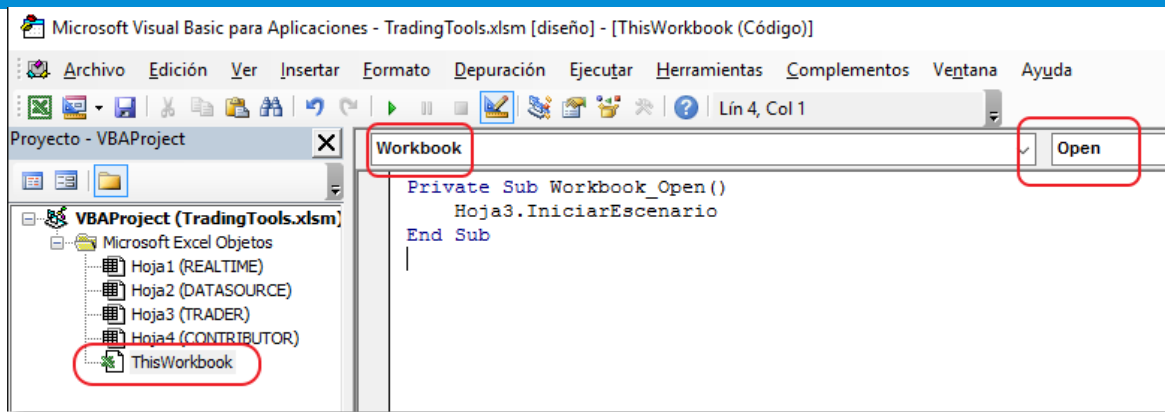 Microsoft Visual Basic para Aplicaciones - TradingTools.xlsm [diseño] - [ThisWorkbook (Código)]
Archivo Edición Ver Insertar Formato Depuración Ejecutar Herramientas Complementos Ventana Ayuda
Lín 4, Col 1
Proyecto - VBAProject
Workbook
Open
VBAProject (TradingTools.xlsm)
Microsoft Excel Objetos
Hoja1 (REALTIME)
Hoja2 (DATASOURCE)
Hoja3 (TRADER)
Hoja4 (CONTRIBUTOR)
ThisWorkbook
Private Sub Workbook_Open()
Hoja3.IniciarEscenario
End Sub